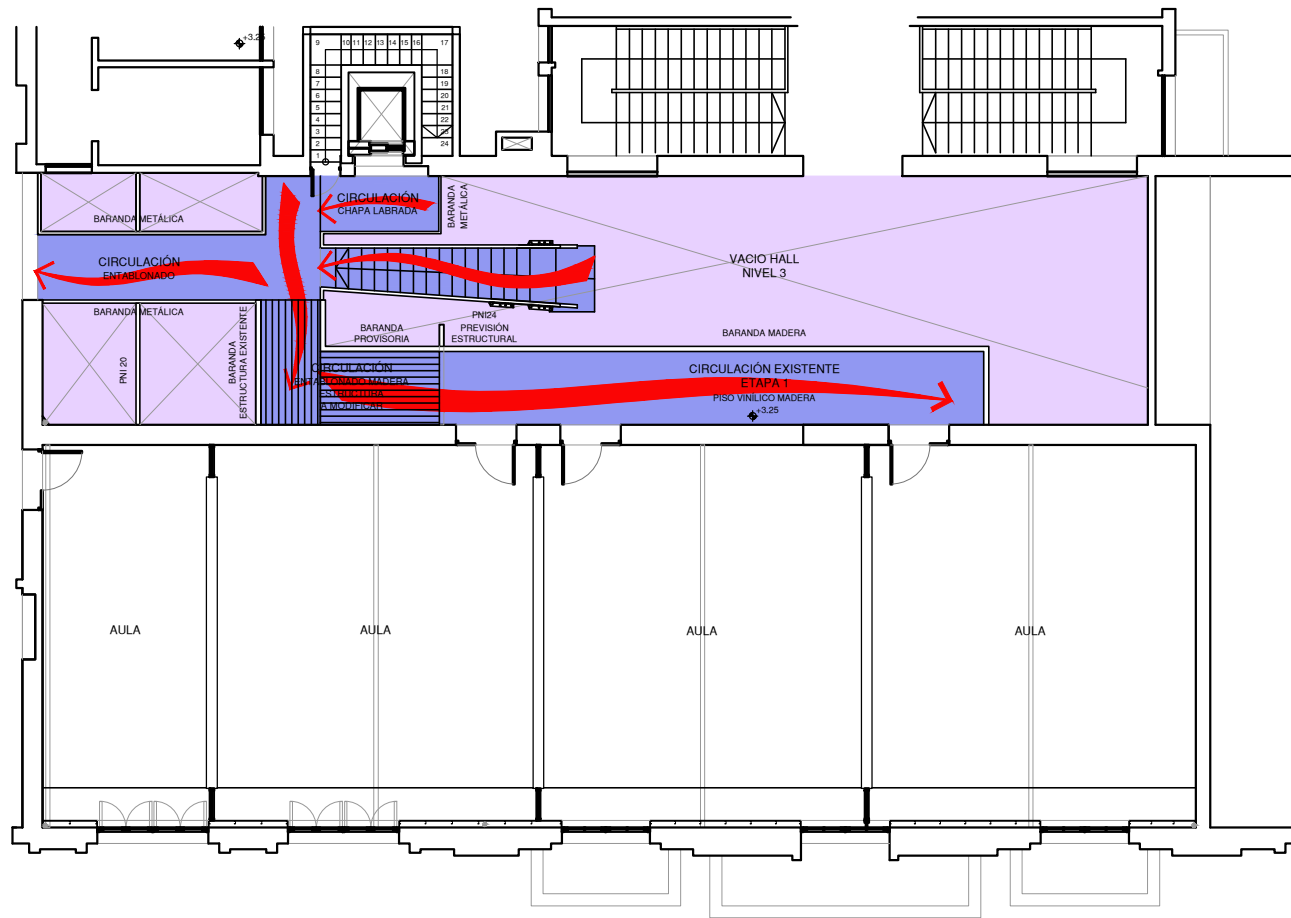 +3.25
9
10 11 12 13 14 15 16
17
8
7
6
5
4
3
2
1
18
19
20
21
22
23
24
CIRCULACIÓN
CHAPA LABRADA
BARANDA
METÁLICA
BARANDA METÁLICA
CIRCULACIÓN
ENTABLONADO
VACIO HALL
NIVEL 3
BARANDA METÁLICA
PNI 20
BARANDA
ESTRUCTURA EXISTENTE
BARANDA
PROVISORIA
PNI24
PREVISIÓN
ESTRUCTURAL
BARANDA MADERA
CIRCULACIÓN
ENTABLONADO MADERA
ESTRUCTURA
A MODIFICAR
CIRCULACIÓN EXISTENTE
ETAPA 1
PISO VINÍLICO MADERA
+3.25
AULA
AULA
AULA
AULA